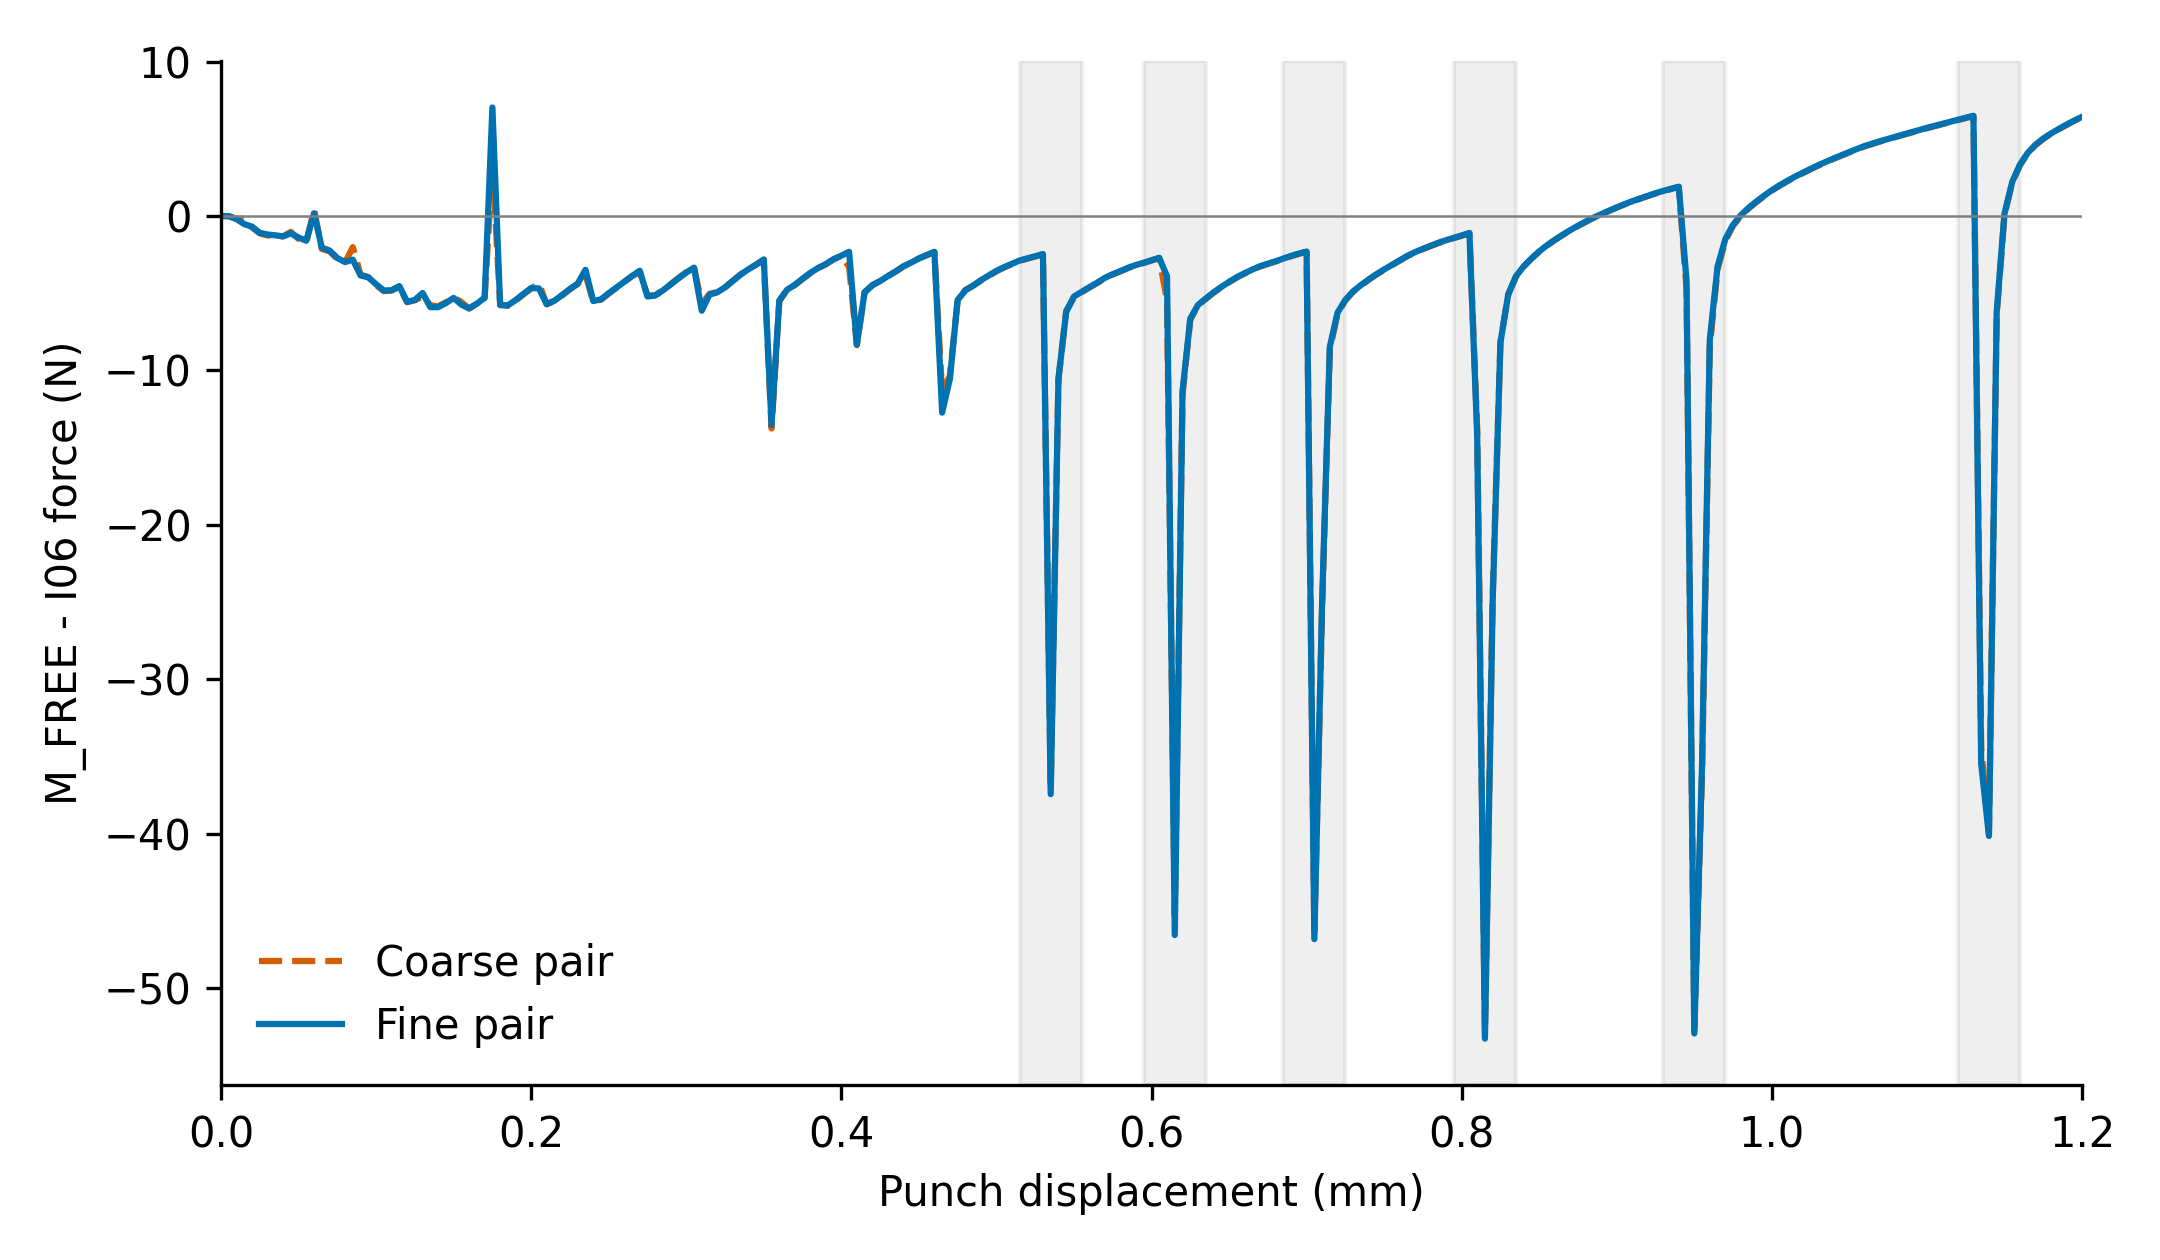 10
0
−10
−20
−30
−40
−50
M_FREE - I06 force (N)
Coarse pair
Fine pair
0.0 0.2 0.4 0.6 0.8 1.0 1.2
Punch displacement (mm)